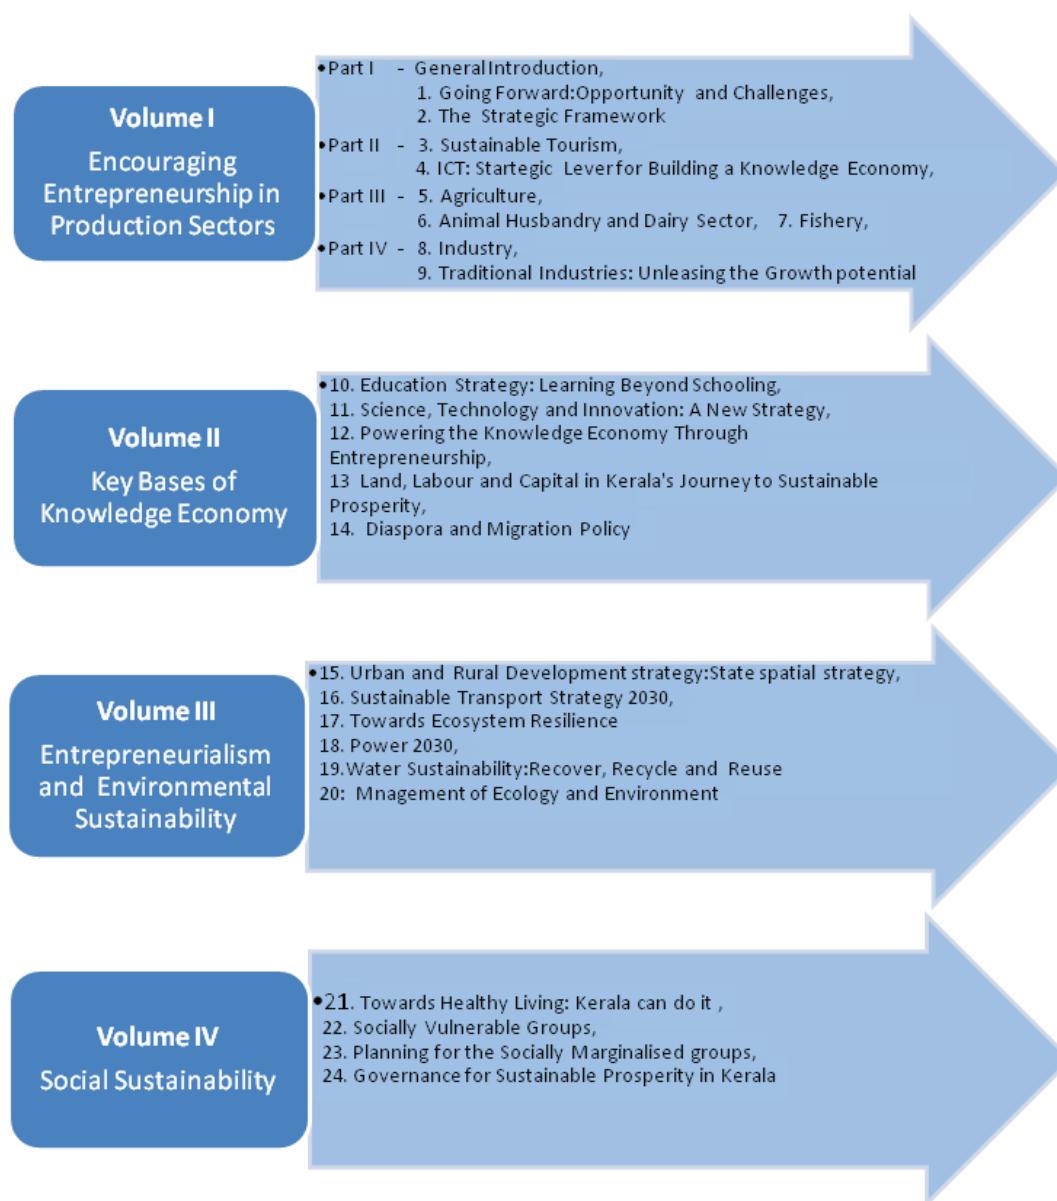 Volume I
Encouraging
Entrepreneurship in
Production Sectors
•Part I - General Introduction,
1. Going Forward:Opportunity and Challenges,
2. The Strategic Framework
•Part II - 3. Sustainable Tourism,
4. ICT: Startegic Lever for Building a Knowledge Economy,
•Part III - 5. Agriculture,
6. Animal Husbandry and Dairy Sector, 7. Fishery,
•Part IV - 8. Industry,
9. Traditional Industries: Unleasing the Growth potential
Volume II
Key Bases of
Knowledge Economy
•10. Education Strategy: Learning Beyond Schooling,
11. Science, Technology and Innovation: A New Strategy,
12. Powering the Knowledge Economy Through
Entrepreneurship,
13 Land, Labour and Capital in Kerala's Journey to Sustainable
Prosperity,
14. Diaspora and Migration Policy
Volume III
Entrepreneurialism
and Environmental
Sustainability
•15. Urban and Rural Development strategy:State spatial strategy,
16. Sustainable Transport Strategy 2030,
17. Towards Ecosystem Resilience
18. Power 2030,
19.Water Sustainability:Recover, Recycle and Reuse
20: Mnagement of Ecology and Environment
Volume IV
Social Sustainability
•21. Towards Healthy Living: Kerala can do it ,
22. Socially Vulnerable Groups,
23. Planning for the Socially Marginalised groups,
24. Governance for Sustainable Prosperity in Kerala